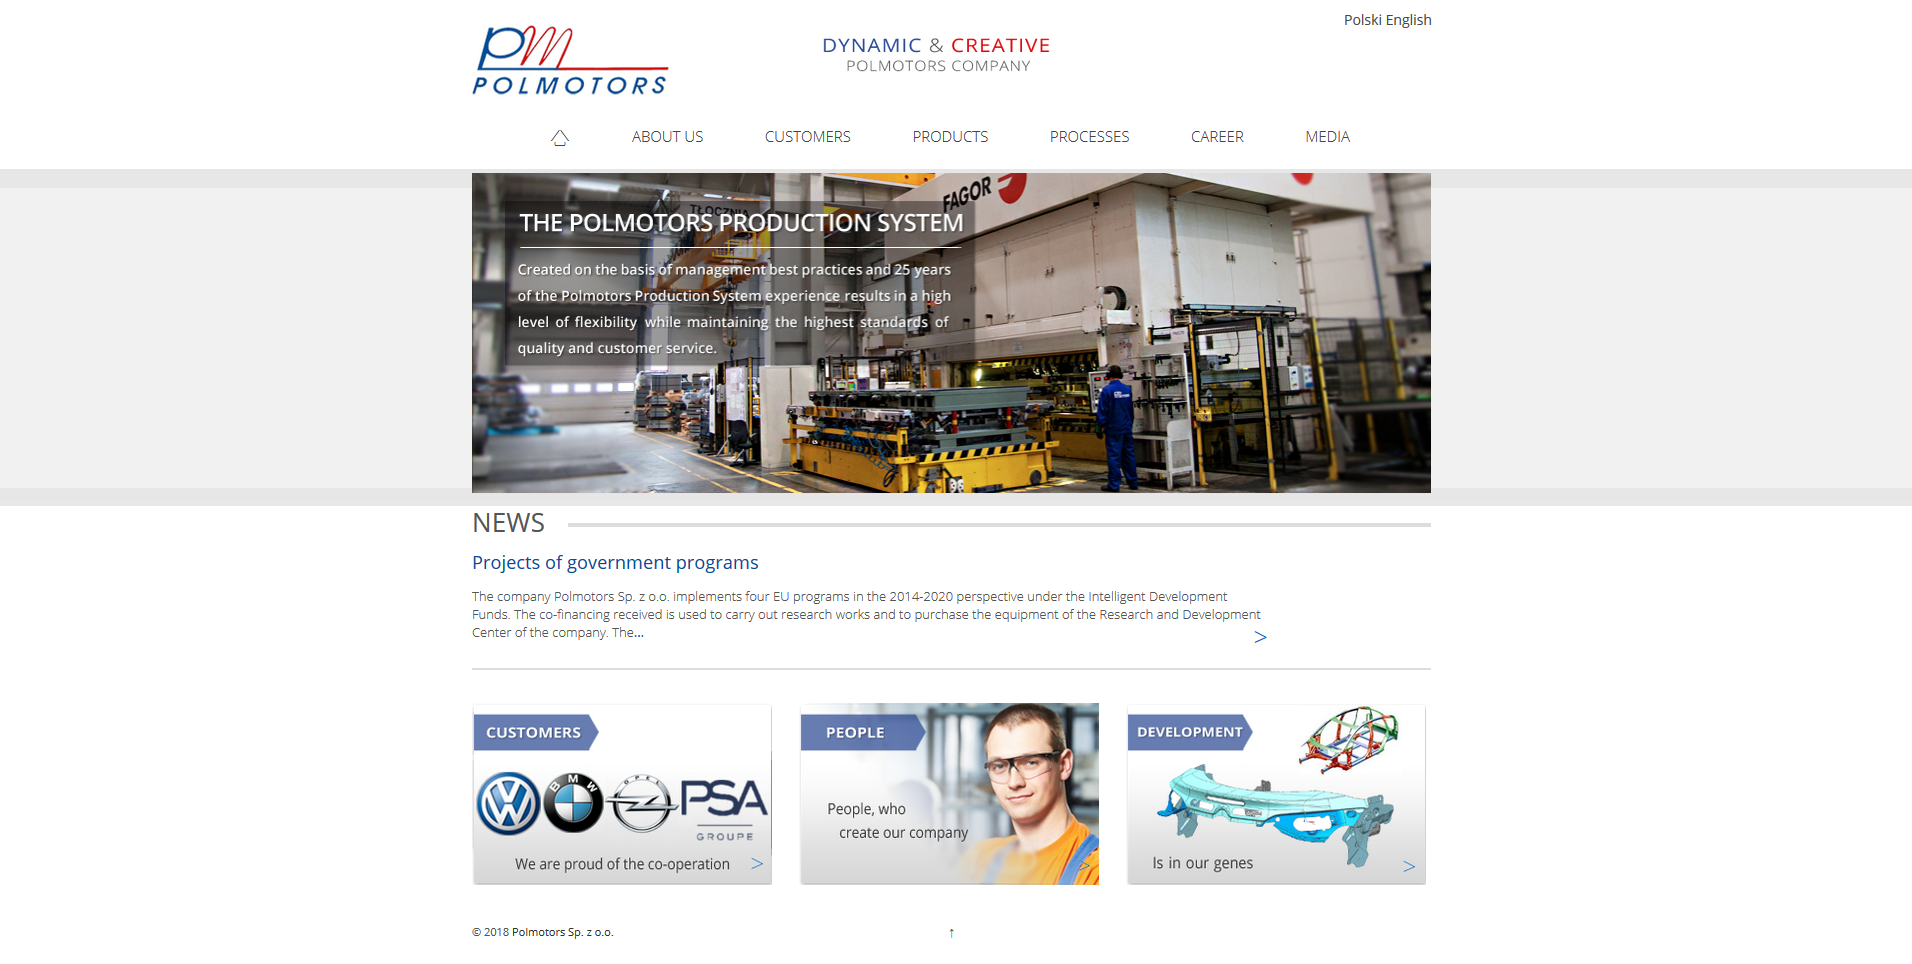 Polski English
PM
POLMOTORS
DYNAMIC & CREATIVE
POLMOTORS COMPANY
ABOUT US CUSTOMERS PRODUCTS PROCESSES CAREER MEDIA
FAGOR
TŁOCZNIA
THE POLMOTORS PRODUCTION SYSTEM
Created on the basis of management best practices and 25 years
of the Polmotors Production System experience results in a high
level of flexibility while maintaining the highest standards of
quality and customer service.
NEWS
Projects of government programs
The company Polmotors Sp. z o.o. implements four EU programs in the 2014-2020 perspective under the Intelligent Development
Funds. The co-financing received is used to carry out research works and to purchase the equipment of the Research and Development
Center of the company. The...
>
CUSTOMERS
BMW
OPEL
PSA
GROUPE
We are proud of the co-operation >
PEOPLE
People, who
create our company
>
DEVELOPMENT
Is in our genes >
© 2018 Polmotors Sp. z o.o. ↑